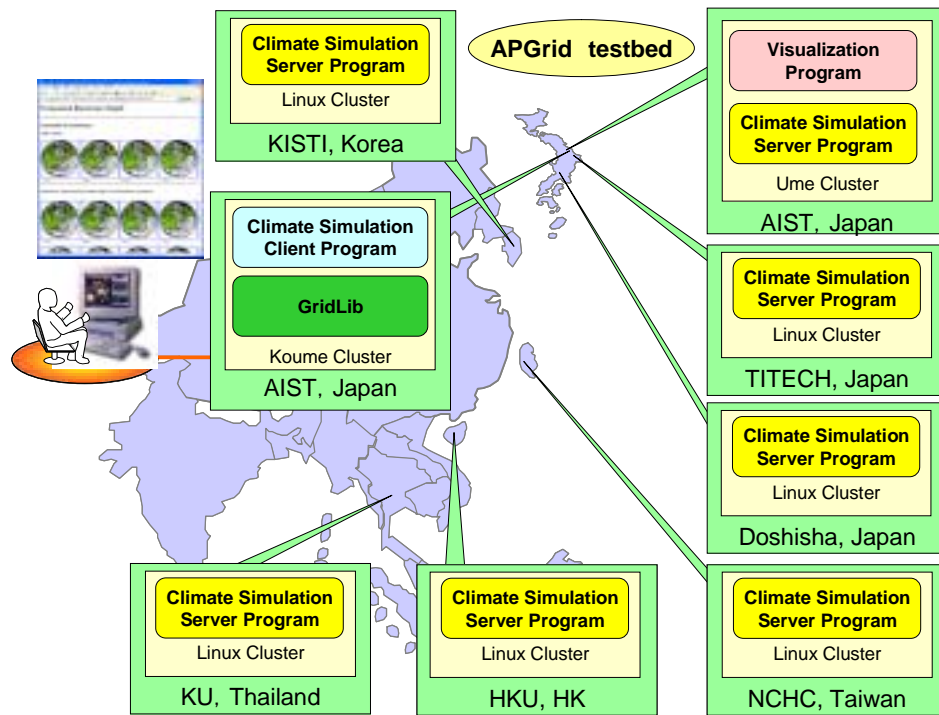 APGrid testbed
Climate Simulation
Server Program
Linux Cluster
KISTI, Korea
Visualization
Program
Climate Simulation
Server Program
Ume Cluster
AIST, Japan
Climate Simulation
Client Program
GridLib
Koume Cluster
AIST, Japan
Climate Simulation
Server Program
Linux Cluster
TITECH, Japan
Climate Simulation
Server Program
Linux Cluster
Doshisha, Japan
Climate Simulation
Server Program
Linux Cluster
KU, Thailand
Climate Simulation
Server Program
Linux Cluster
HKU, HK
Climate Simulation
Server Program
Linux Cluster
NCHC, Taiwan